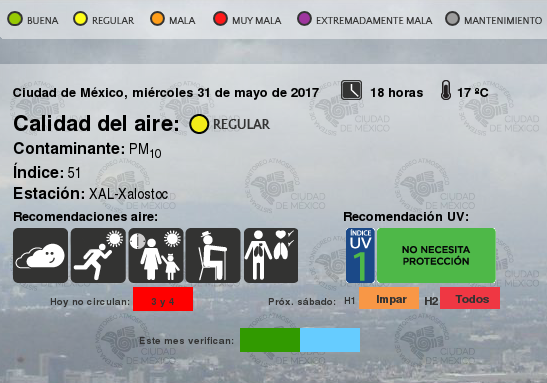 BUENA REGULAR MALA MUY MALA EXTREMADAMENTE MALA MANTENIMIENTO
Ciudad de México, miércoles 31 de mayo de 2017 18 horas 17 ºC
Calidad del aire: REGULAR
Contaminante: PM10
Índice: 51
Estación: XAL-Xalostoc
Recomendaciones aire: Recomendación UV:
ÍNDICE
UV
1
NO NECESITA
PROTECCIÓN
Hoy no circulan: 3 y 4 Próx. sábado: H1 Impar H2 Todos
Este mes verifican:
CIUDAD
DE MÉXICO